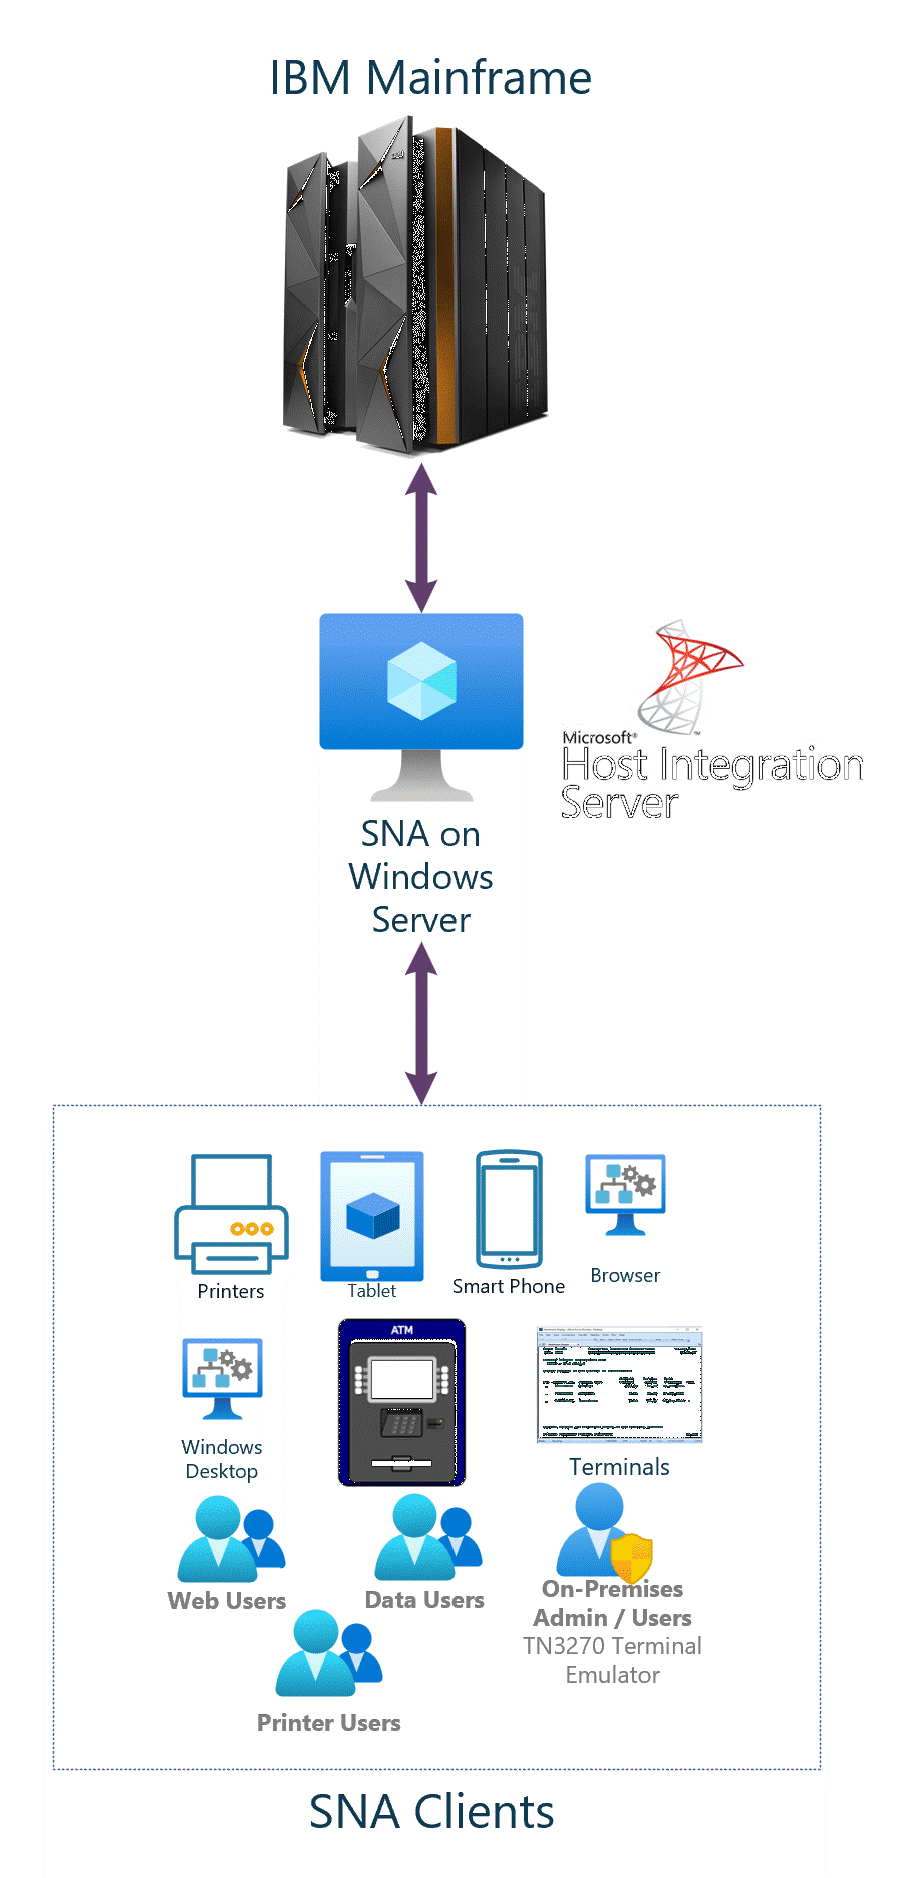 IBM Mainframe
Microsoft®
Host Integration
Server
™
SNA on
Windows
Server
Printers
Tablet
Smart Phone
Browser
ATM
Windows
Desktop
Terminals
Web Users
Data Users
On-Premises
Admin / Users
TN3270 Terminal
Emulator
Printer Users
SNA Clients